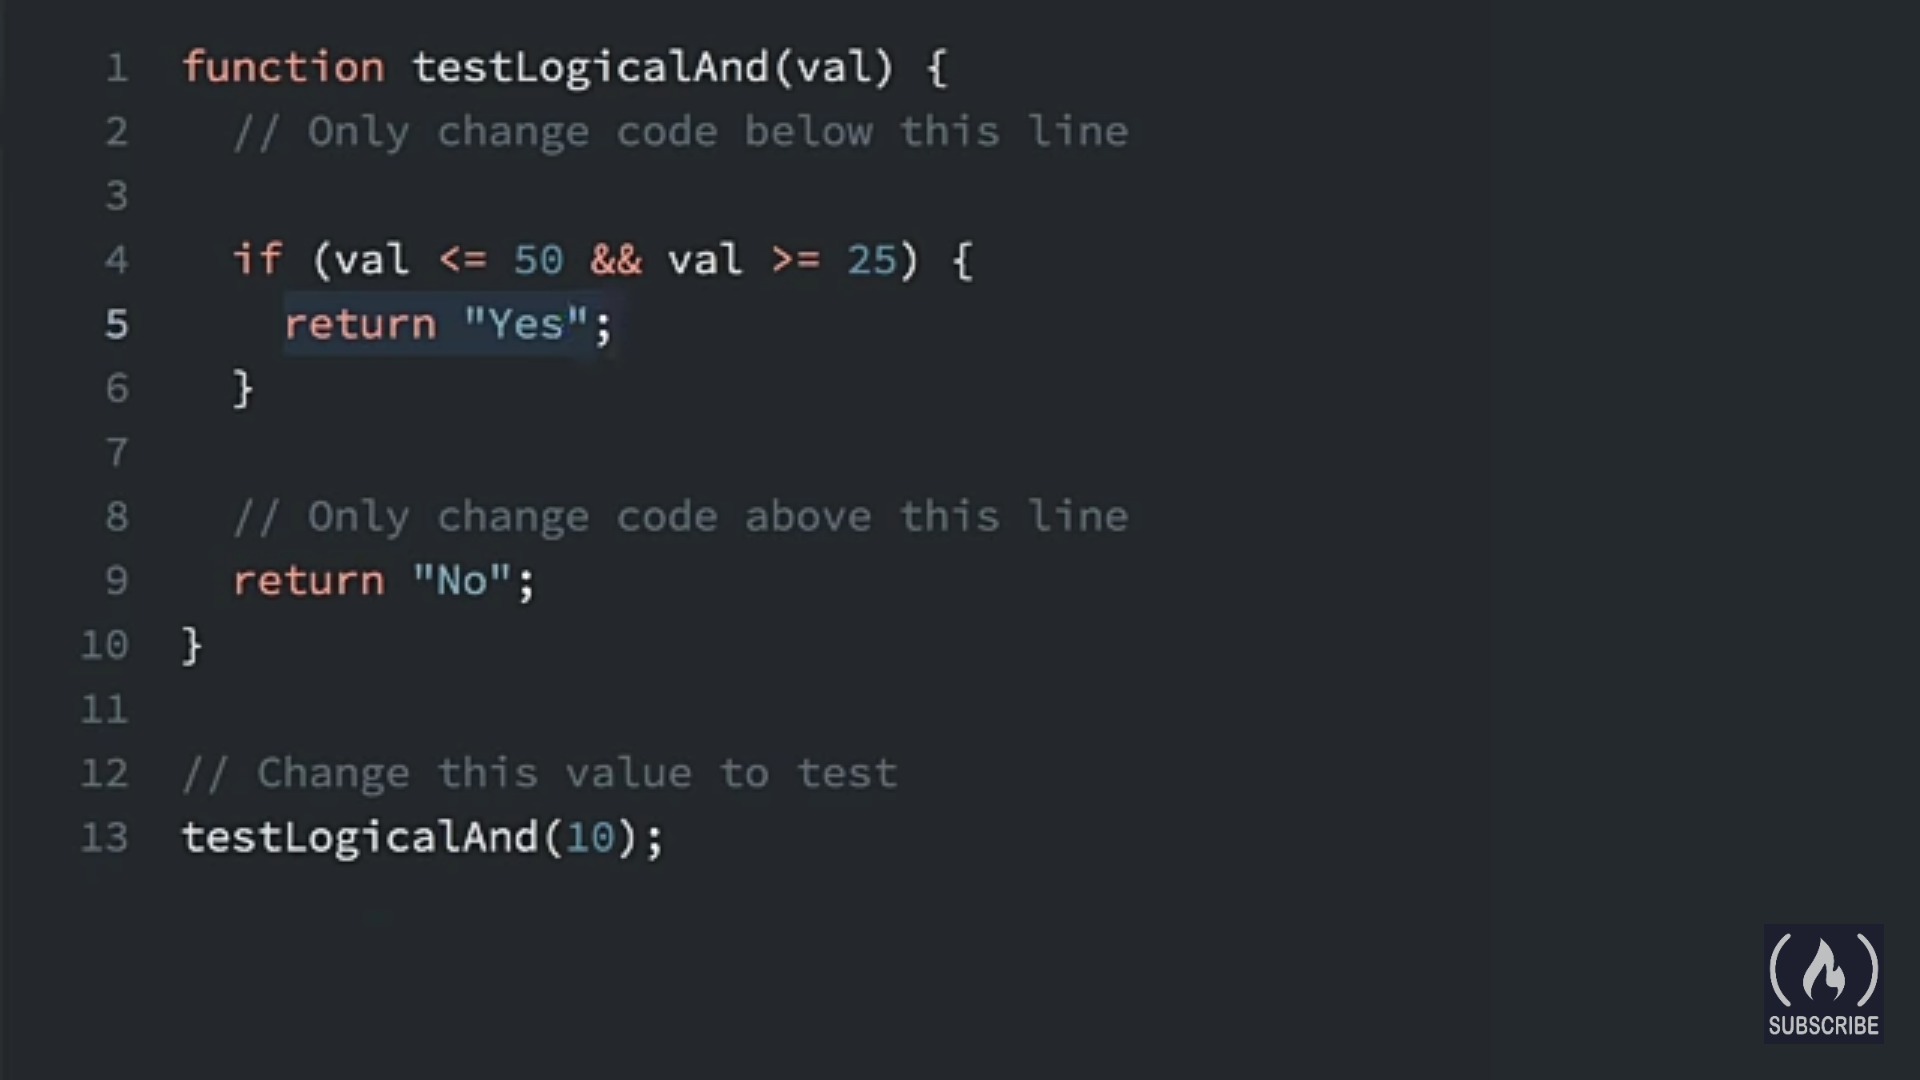 1 function testLogicalAnd(val) {
2 // Only change code below this line
3
4 if (val <= 50 && val >= 25) {
5 return "Yes";
6 }
7
8 // Only change code above this line
9 return "No";
10 }
11
12 // Change this value to test
13 testLogicalAnd(10);
SUBSCRIBE